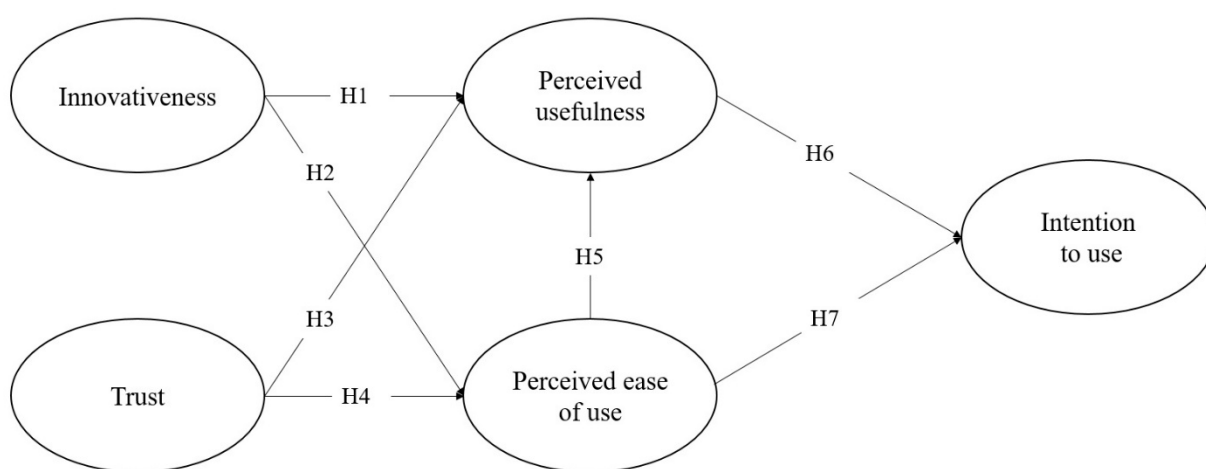 Innovativeness
H1
Perceived
usefulness
H2
H6
Intention
to use
H5
H3
H7
Trust
H4
Perceived ease
of use